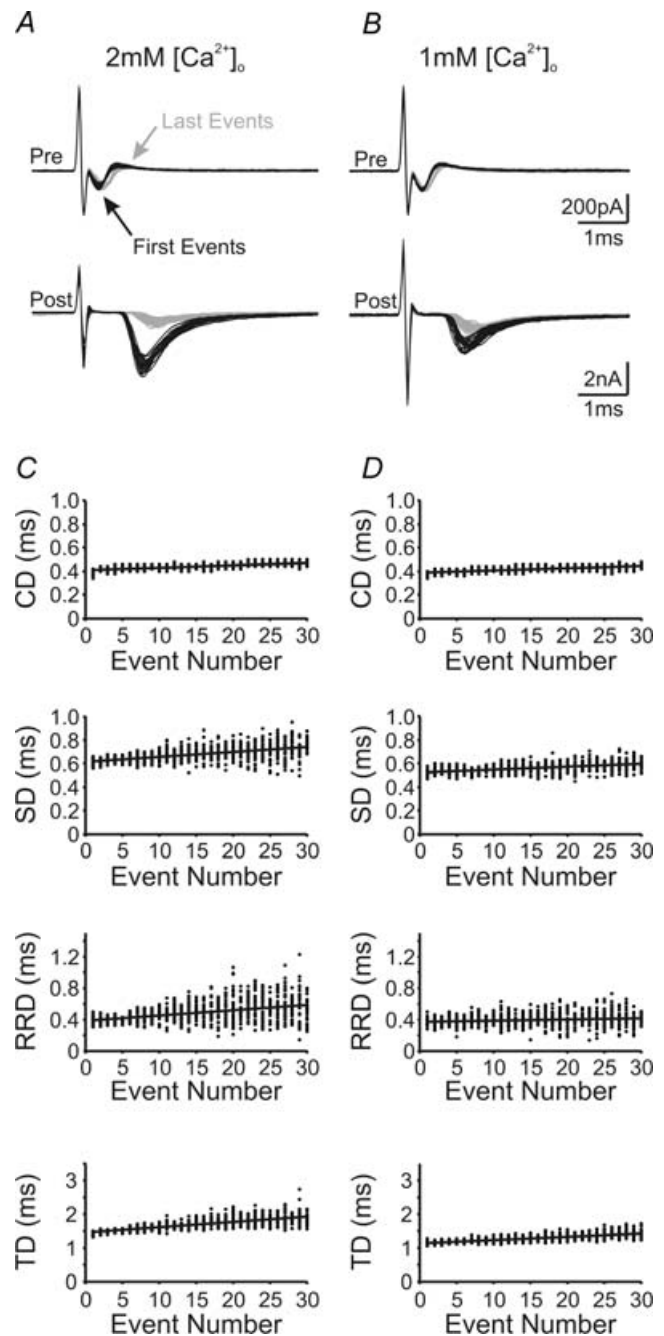 A
B
2mM [Ca²⁺]ₒ
1mM [Ca²⁺]ₒ
Pre
Last Events
First Events
Pre
200pA
1ms
Post
Post
2nA
1ms
C
D
CD (ms)
1.0
0.8
0.6
0.4
0.2
0
0 5 10 15 20 25 30
Event Number
CD (ms)
1.0
0.8
0.6
0.4
0.2
0
0 5 10 15 20 25 30
Event Number
SD (ms)
1.0
0.8
0.6
0.4
0.2
0
0 5 10 15 20 25 30
Event Number
SD (ms)
1.0
0.8
0.6
0.4
0.2
0
0 5 10 15 20 25 30
Event Number
RRD (ms)
1.2
0.8
0.4
0
0 5 10 15 20 25 30
Event Number
RRD (ms)
1.2
0.8
0.4
0
0 5 10 15 20 25 30
Event Number
TD (ms)
3
2
1
0
0 5 10 15 20 25 30
Event Number
TD (ms)
3
2
1
0
0 5 10 15 20 25 30
Event Number